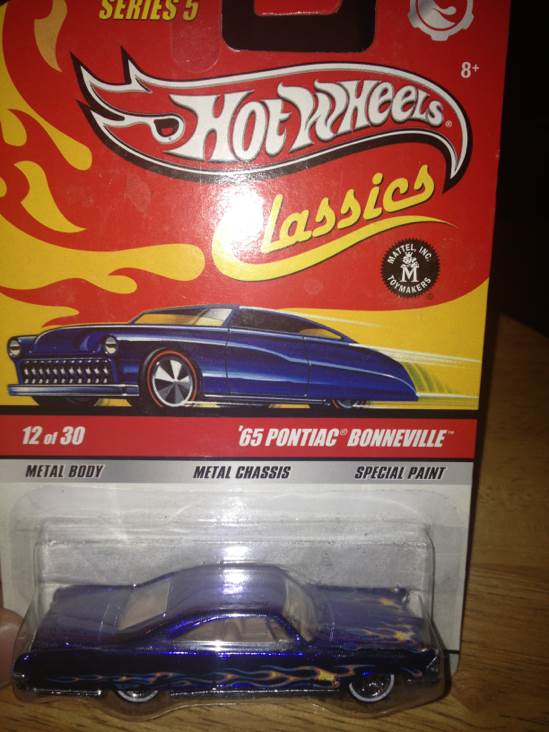 SERIES 5
8+
Hot Wheels®
Classics
MATTEL, INC.
M
TOYMAKERS®
12 of 30
'65 PONTIAC® BONNEVILLE™
METAL BODY
METAL CHASSIS
SPECIAL PAINT